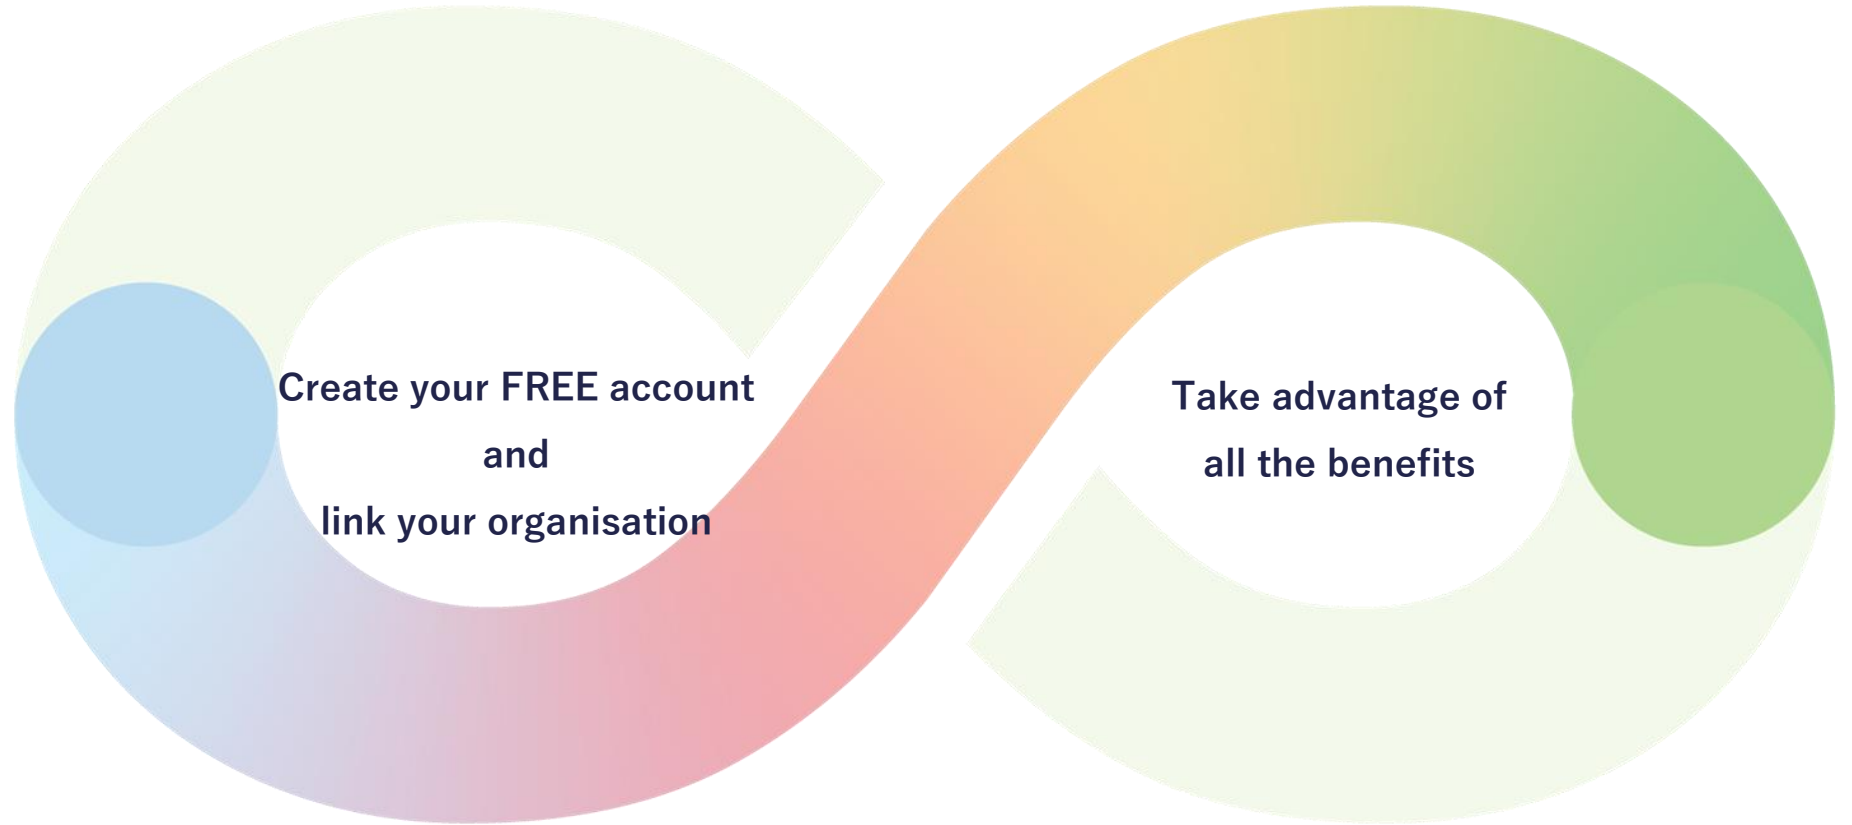 Create your FREE account
and
link your organisation
Take advantage of
all the benefits